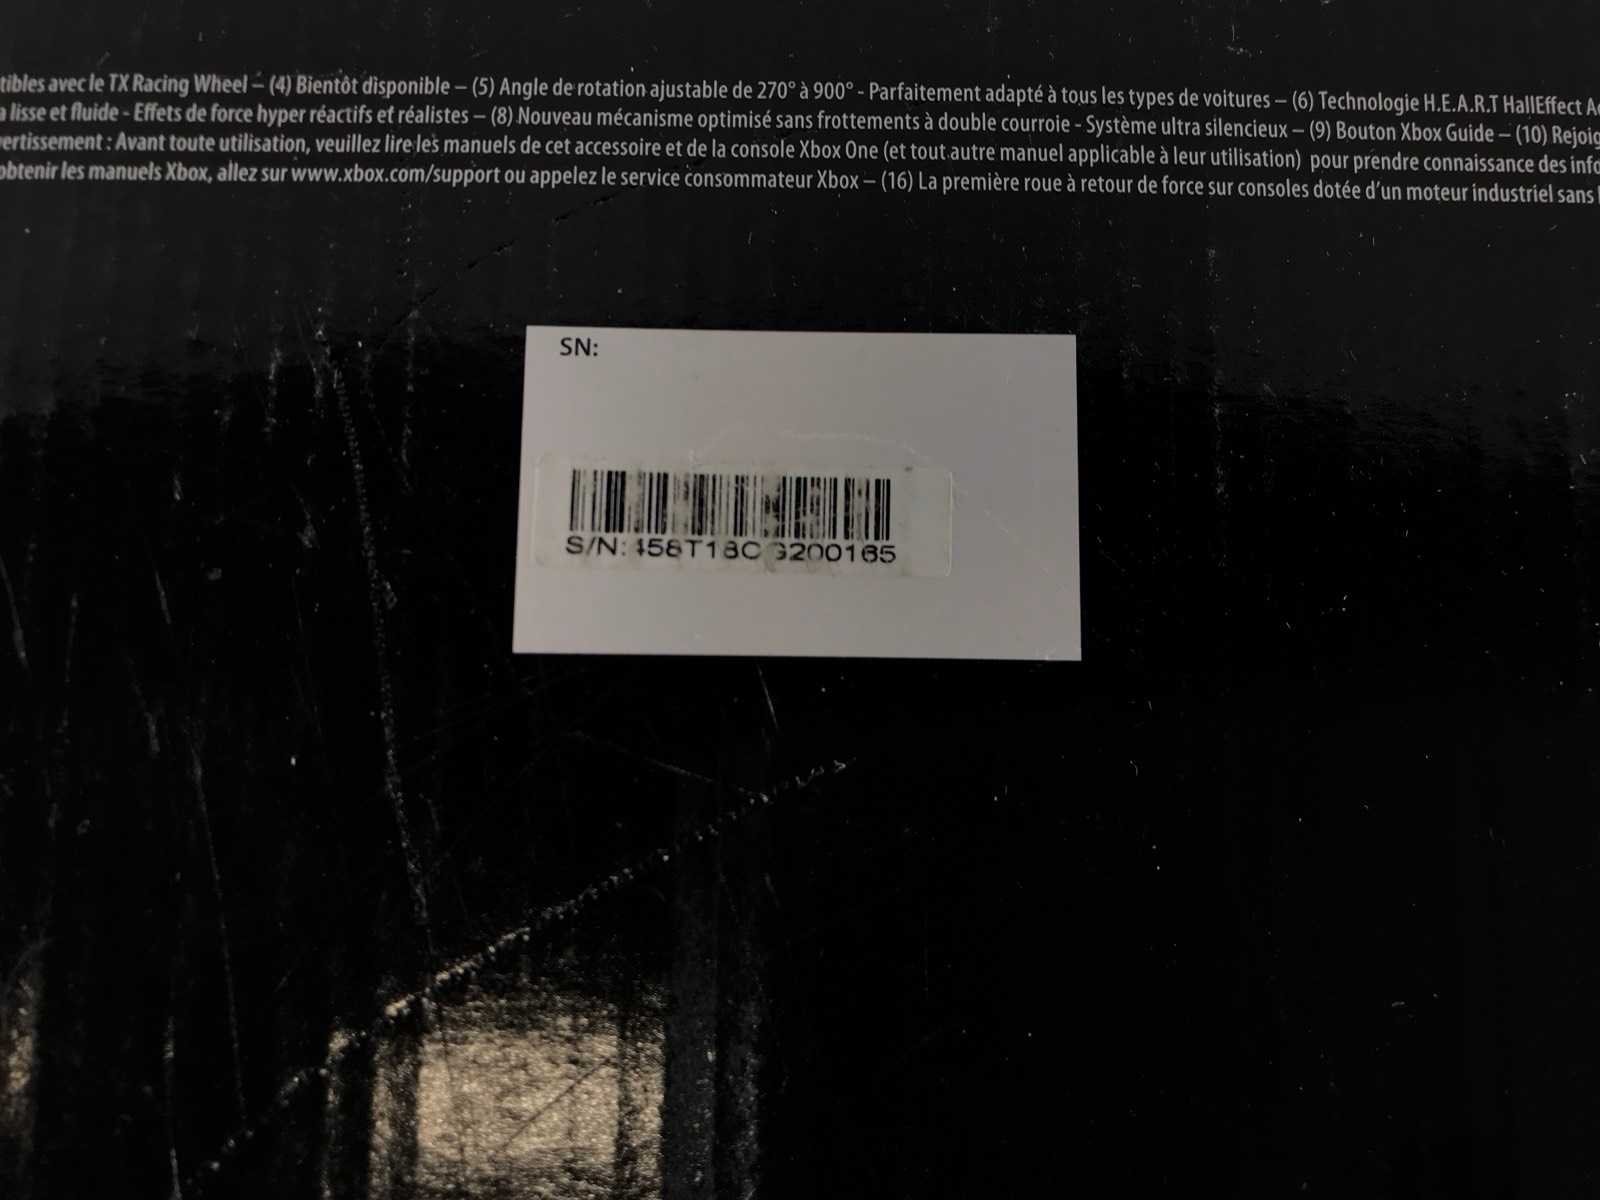 tibles avec le TX Racing Wheel – (4) Bientôt disponible – (5) Angle de rotation ajustable de 270° à 900° - Parfaitement adapté à tous les types de voitures – (6) Technologie H.E.A.R.T HallEffect Ac
a lisse et fluide - Effets de force hyper réactifs et réalistes – (8) Nouveau mécanisme optimisé sans frottements à double courroie - Système ultra silencieux – (9) Bouton Xbox Guide – (10) Rejoig
vertissement : Avant toute utilisation, veuillez lire les manuels de cet accessoire et de la console Xbox One (et tout autre manuel applicable à leur utilisation) pour prendre connaissance des info
obtenir les manuels Xbox, allez sur www.xbox.com/support ou appelez le service consommateur Xbox – (16) La première roue à retour de force sur consoles dotée d'un moteur industriel sans
SN:
S/N: